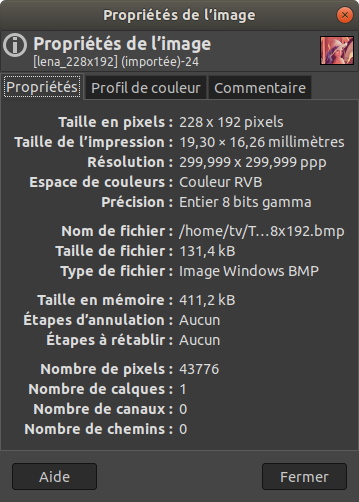 Propriétés de l’image
Propriétés de l’image
[lena_228x192] (importée)-24
Propriétés
Profil de couleur
Commentaire
Taille en pixels : 228 x 192 pixels
Taille de l’impression : 19,30 × 16,26 millimètres
Résolution : 299,999 x 299,999 ppp
Espace de couleurs : Couleur RVB
Précision : Entier 8 bits gamma
Nom de fichier : /home/tv/T…8x192.bmp
Taille de fichier : 131,4 kB
Type de fichier : Image Windows BMP
Taille en mémoire : 411,2 kB
Étapes d’annulation : Aucun
Étapes à rétablir : Aucun
Nombre de pixels : 43776
Nombre de calques : 1
Nombre de canaux : 0
Nombre de chemins : 0
Aide
Fermer